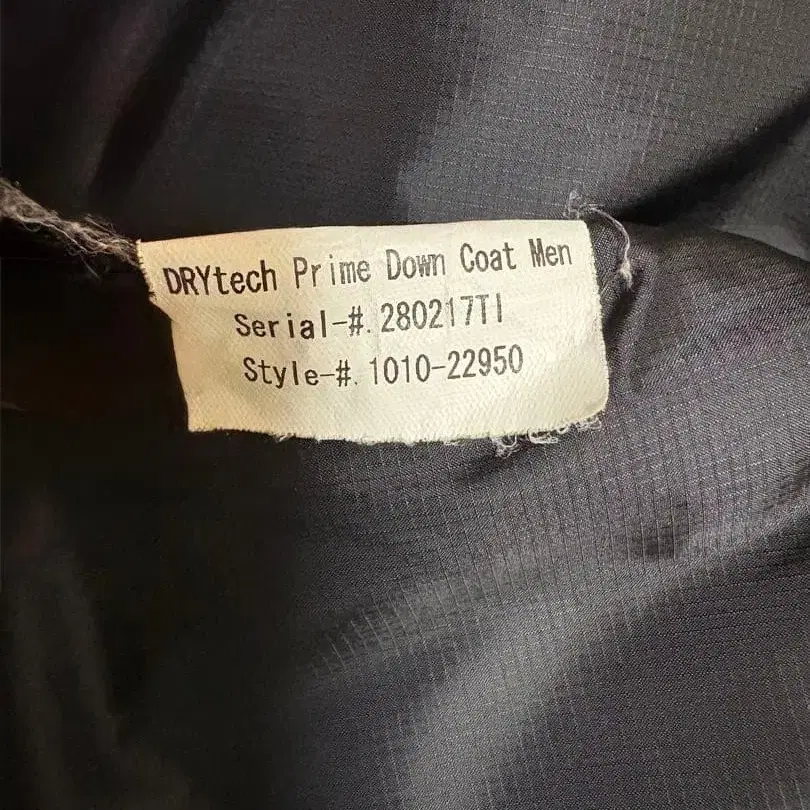 DRYtech Prime Down Coat Men
Serial-#. 280217TI
Style-#. 1010-22950